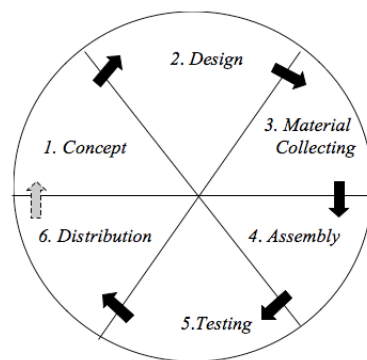 2. Design
3. Material
Collecting
1. Concept
6. Distribution
4. Assembly
5.Testing